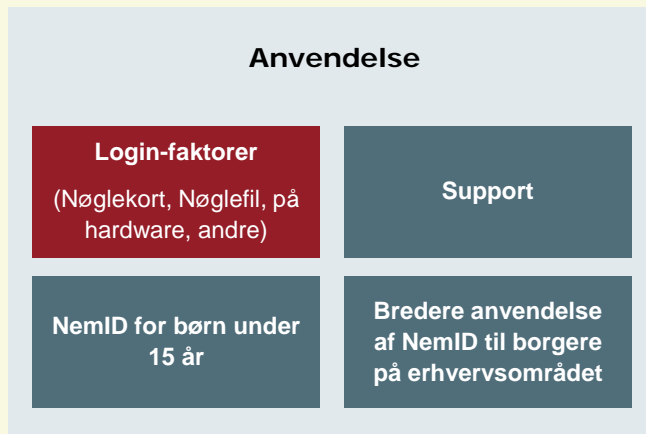 Anvendelse
Login-faktorer
(Nøglekort, Nøglefil, på
hardware, andre)
Support
NemID for børn under
15 år
Bredere anvendelse
af NemID til borgere
på erhvervsområdet